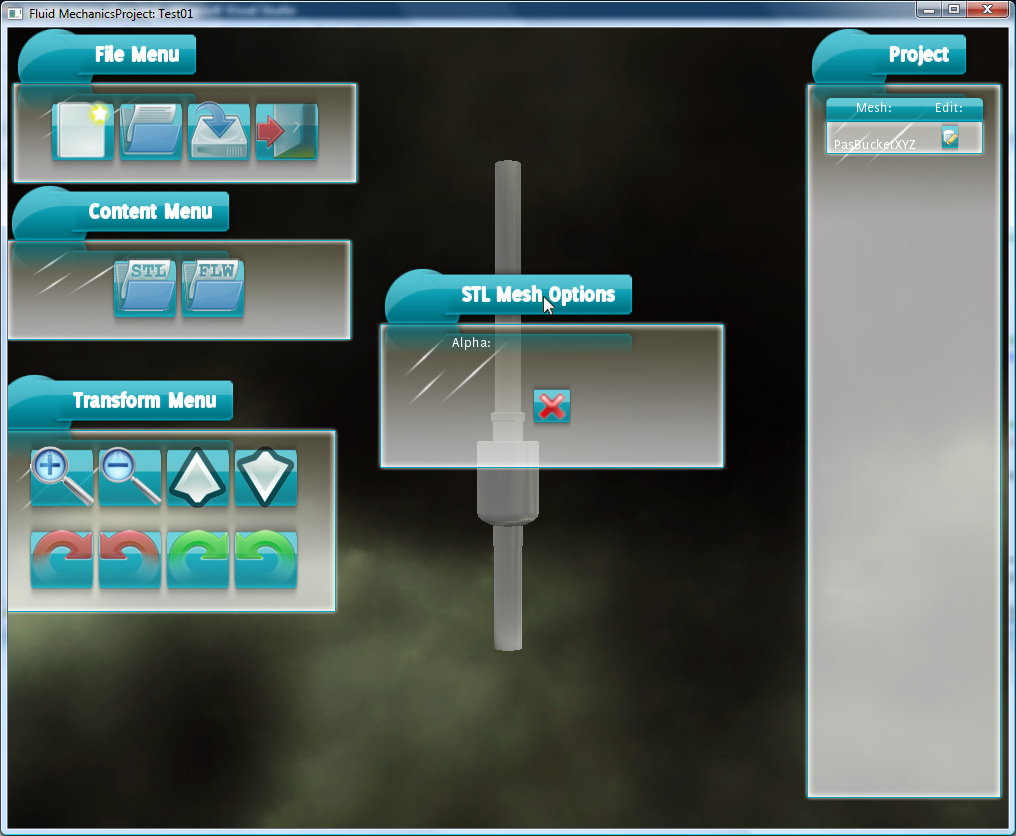 Fluid MechanicsProject: Test01
File Menu
Project
Mesh: Edit:
PasBucketXYZ
Content Menu
STL FLW
STL Mesh Options
Alpha:
Transform Menu